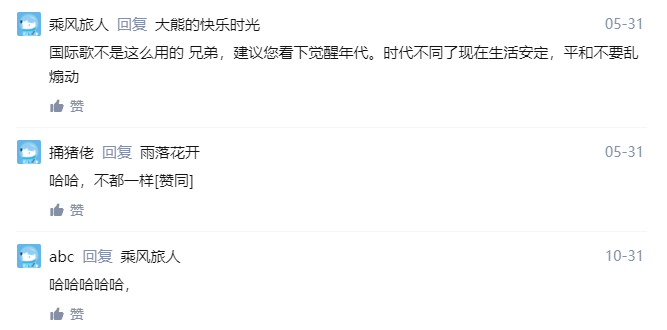 乘风旅人 回复 大熊的快乐时光 05-31
国际歌不是这么用的 兄弟，建议您看下觉醒年代。时代不同了现在生活安定，平和不要乱
煽动
赞
捅猪佬 回复 雨落花开 05-31
哈哈，不都一样[赞同]
赞
abc 回复 乘风旅人 10-31
哈哈哈哈哈，
赞